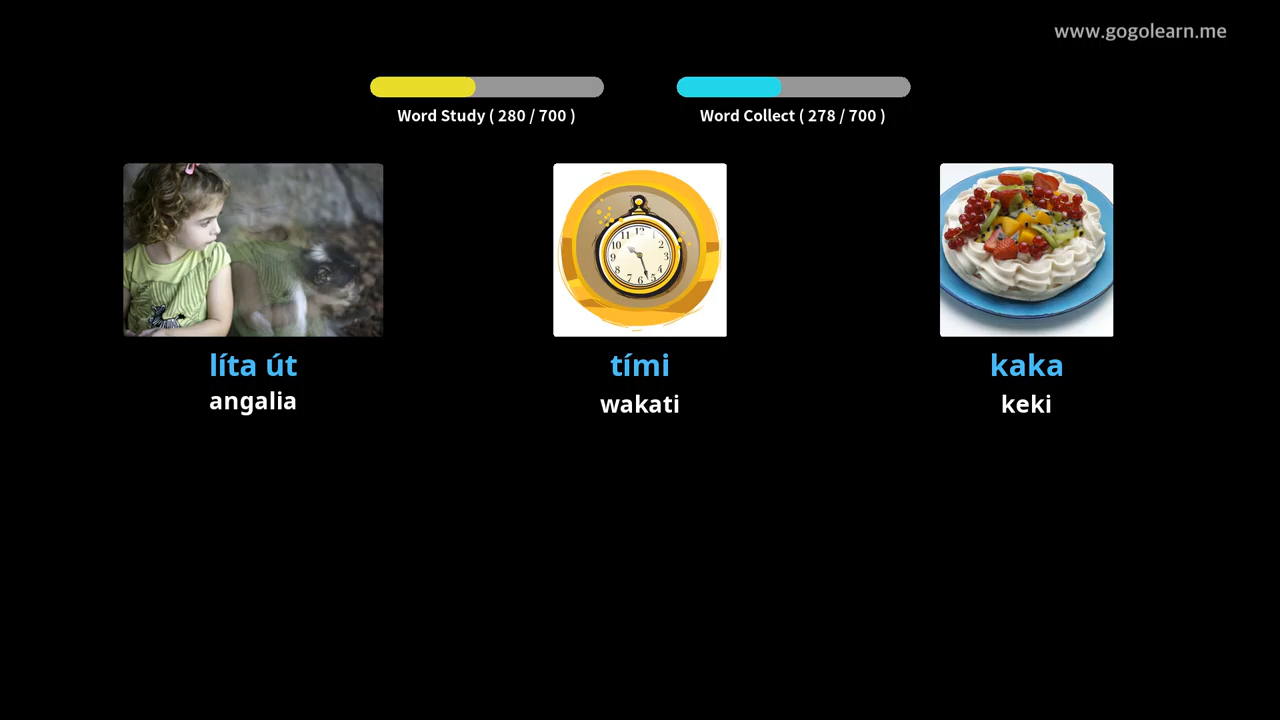 www.gogolearn.me
Word Study ( 280 / 700 )
Word Collect ( 278 / 700 )
líta út
angalia
tími
wakati
kaka
keki